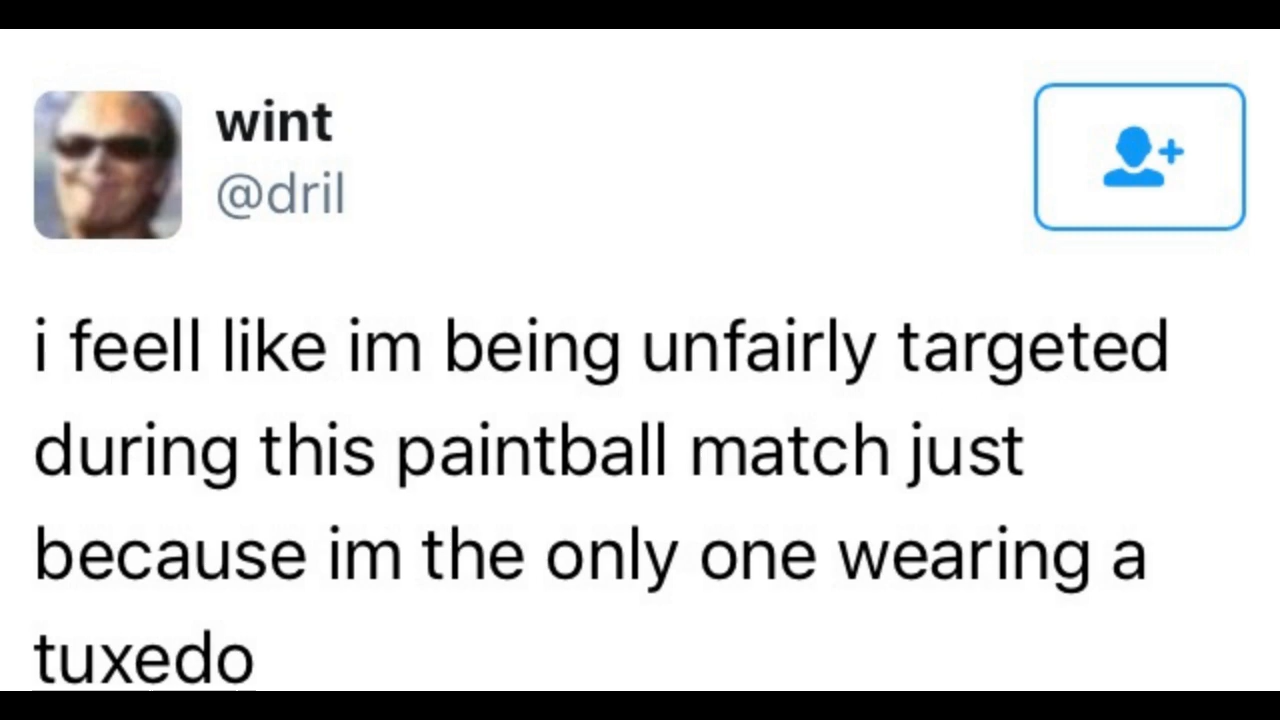 wint
@dril
i feell like im being unfairly targeted
during this paintball match just
because im the only one wearing a
tuxedo